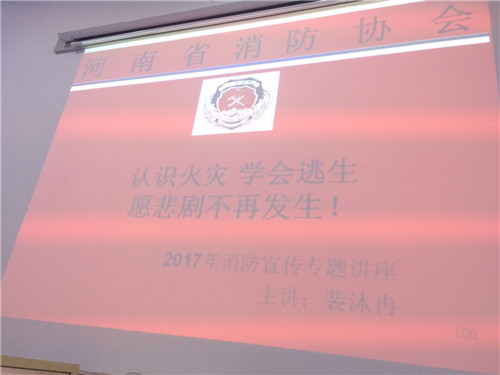 河南省消防协会
认识火灾 学会逃生
愿悲剧不再发生！
2017年消防宣传专题讲座
主讲：裴沐冉
100